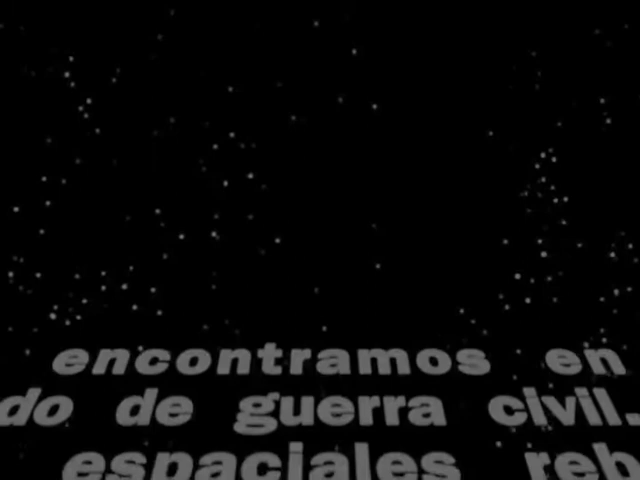 encontramos en
do de guerra civil.
espaciales reb